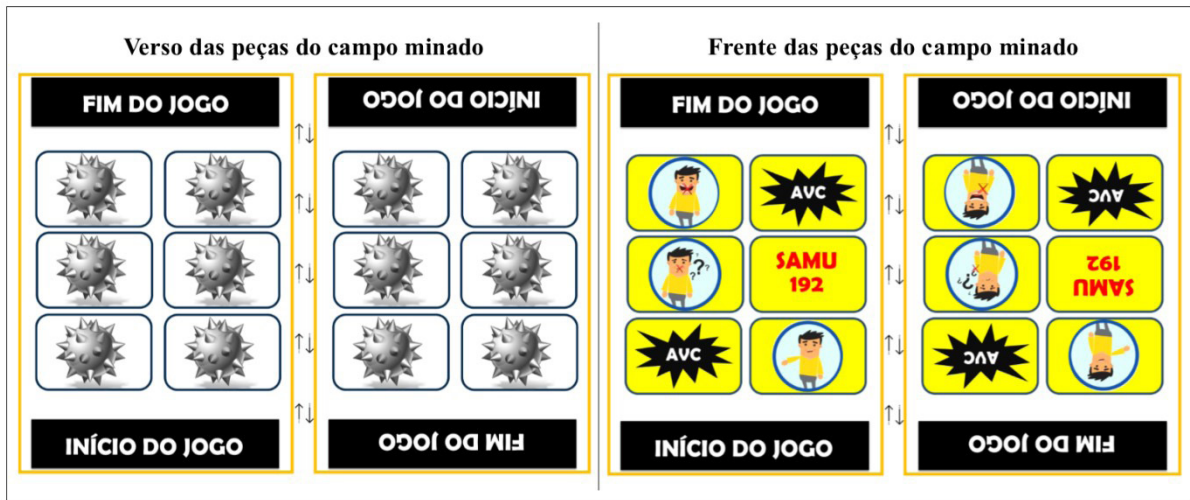 Verso das peças do campo minado
FIM DO JOGO
INÍCIO DO JOGO
INÍCIO DO JOGO
FIM DO JOGO
Frente das peças do campo minado
FIM DO JOGO
AVC
???
SAMU
192
AVC
INÍCIO DO JOGO
INÍCIO DO JOGO
AVC
???
SAMU
192
AVC
FIM DO JOGO